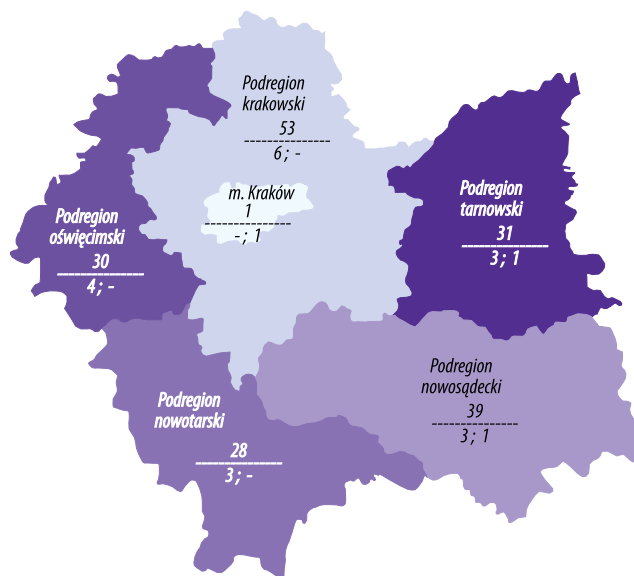 Podregion
krakowski
53
6 ; -
m. Kraków
1
- ; 1
Podregion
tarnowski
31
3 ; 1
Podregion
oświęcimski
30
4 ; -
Podregion
nowosądecki
39
3 ; 1
Podregion
nowotarski
28
3 ; -